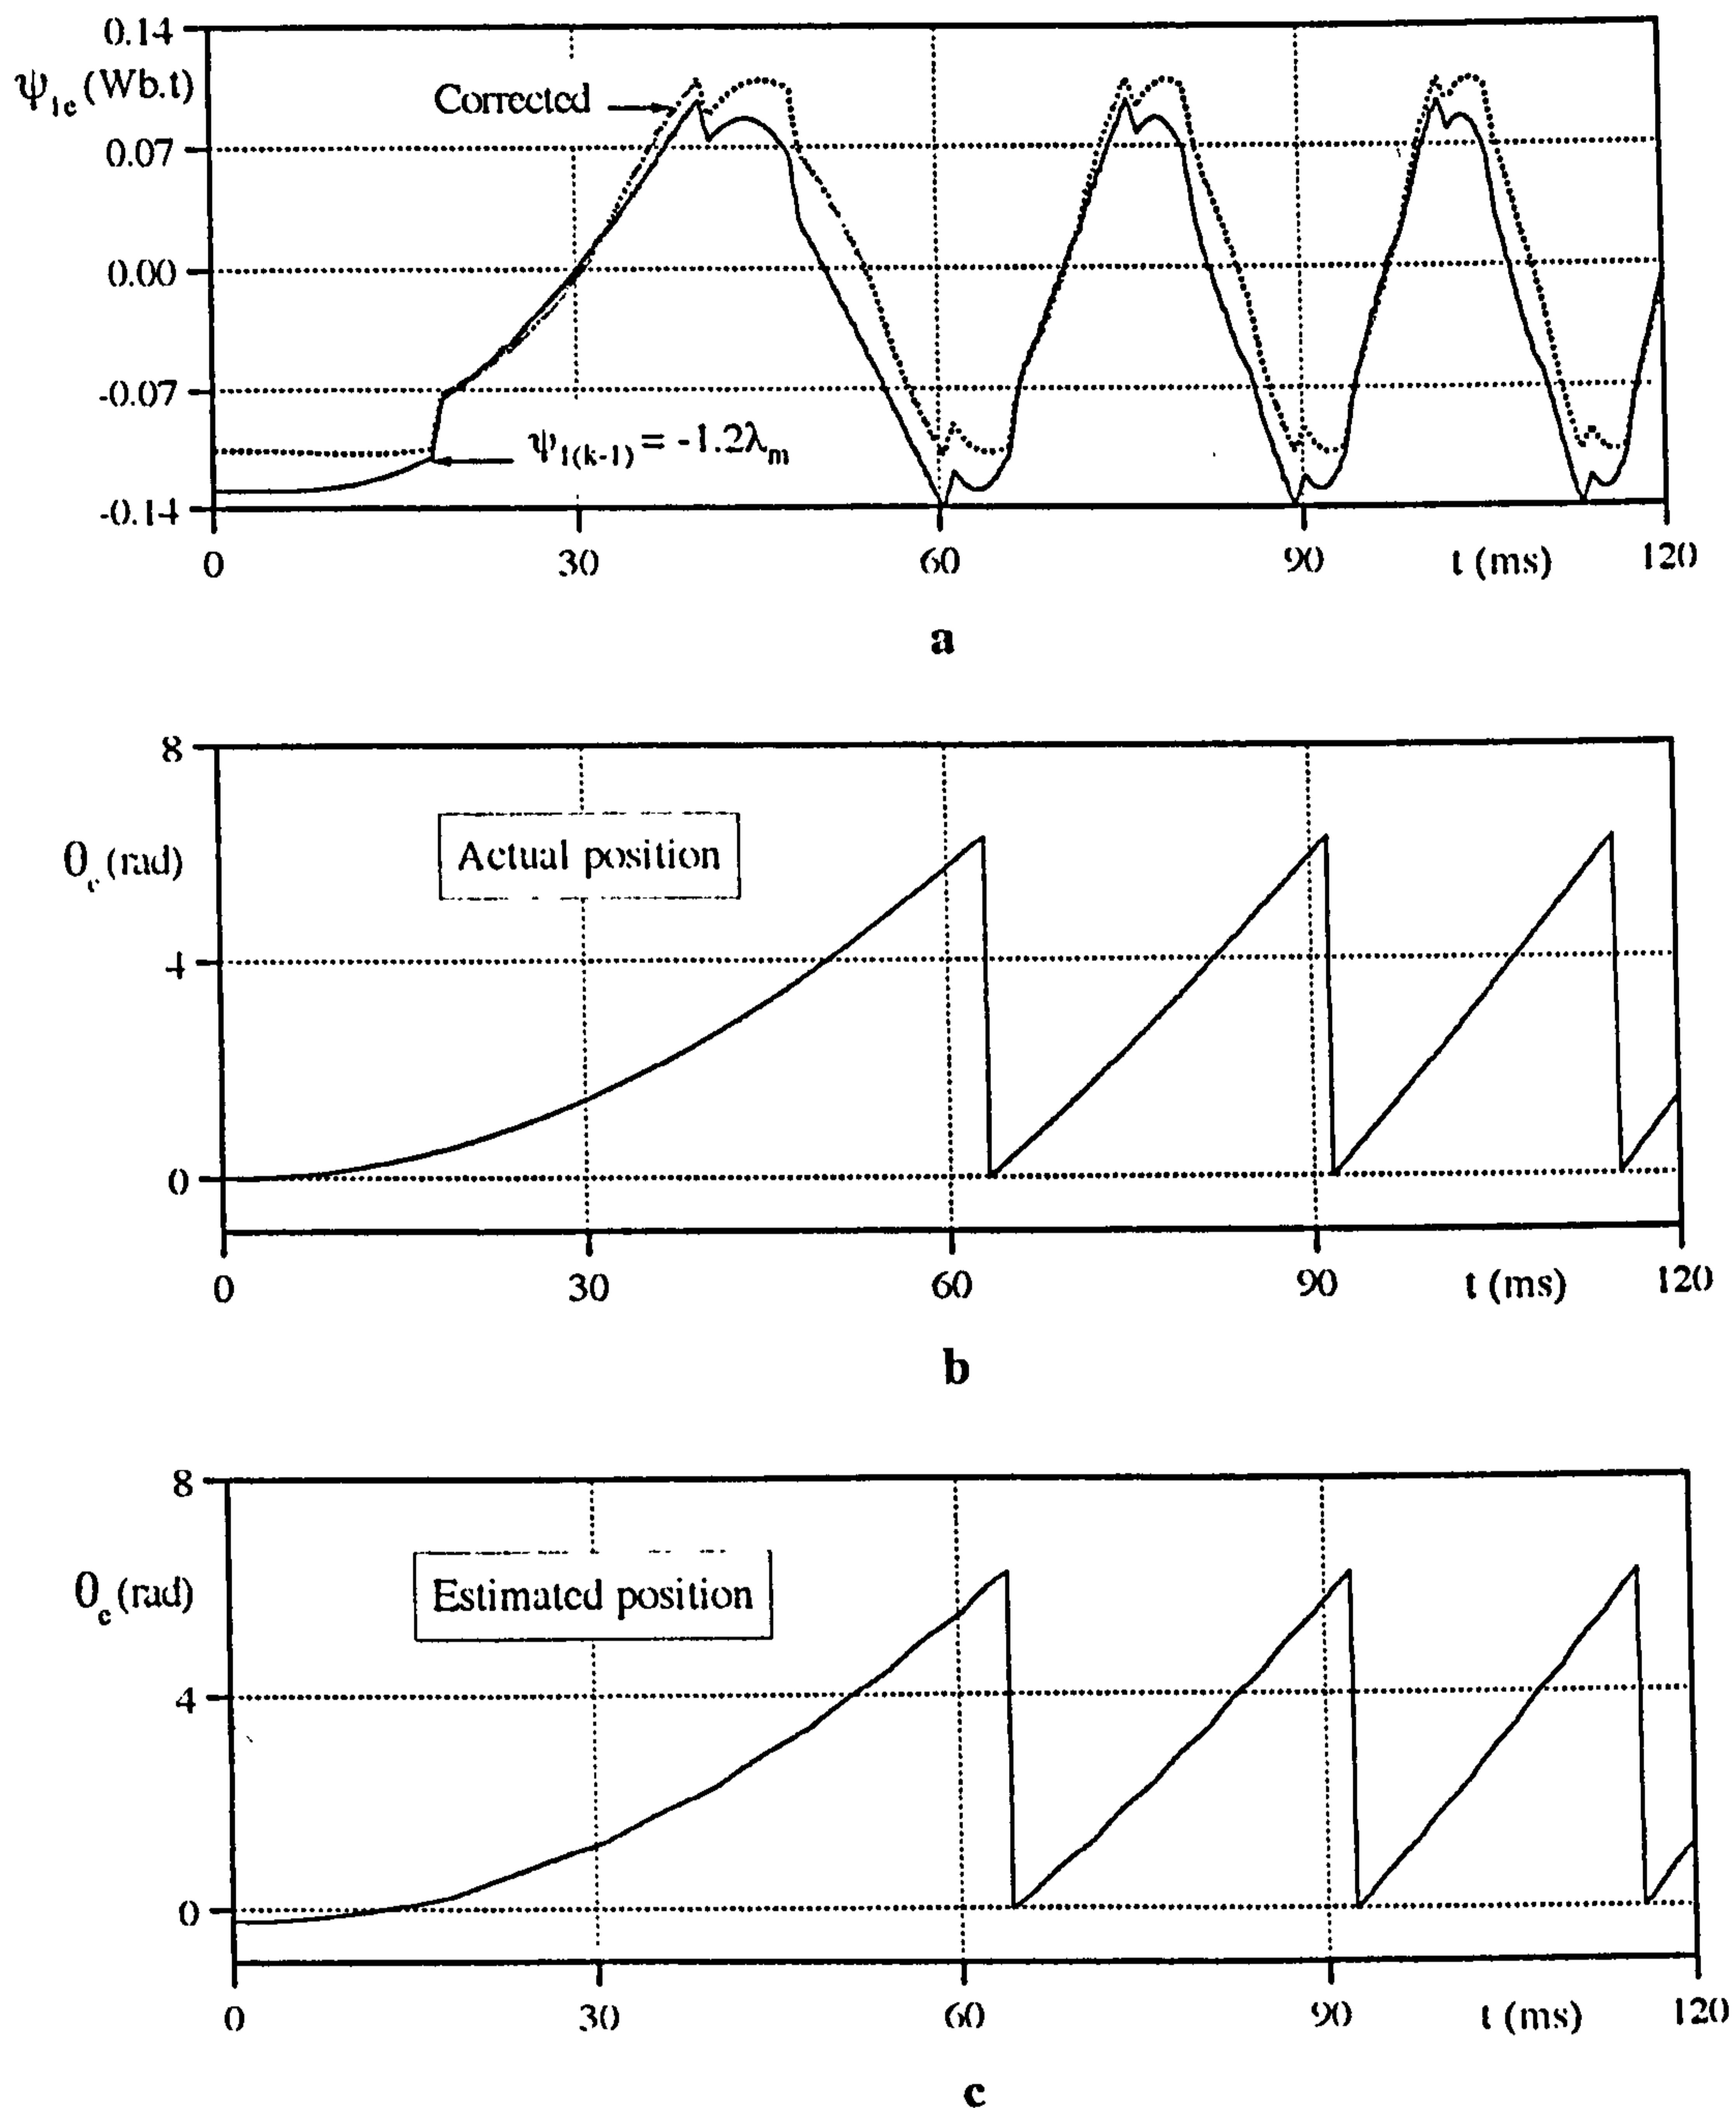 0.14
ψ1e (Wb.t)
Corrected
0.07
0.00
-0.07
ψ1(k-1) = -1.2λm
-0.14
0 30 60 90 t (ms) 120
a
8
θe (rad)
Actual position
4
0
0 30 60 90 t (ms) 120
b
8
θe (rad)
Estimated position
4
0
0 30 60 90 t (ms) 120
c